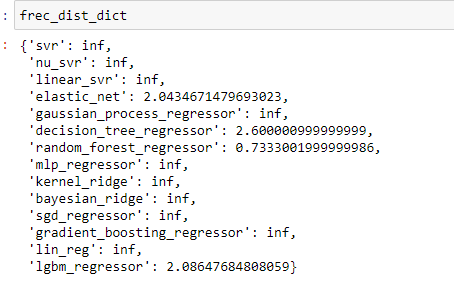 : frec_dist_dict
: {'svr': inf,
'nu_svr': inf,
'linear_svr': inf,
'elastic_net': 2.0434671479693023,
'gaussian_process_regressor': inf,
'decision_tree_regressor': 2.600000999999999,
'random_forest_regressor': 0.7333001999999986,
'mlp_regressor': inf,
'kernel_ridge': inf,
'bayesian_ridge': inf,
'sgd_regressor': inf,
'gradient_boosting_regressor': inf,
'lin_reg': inf,
'lgbm_regressor': 2.08647684808059}